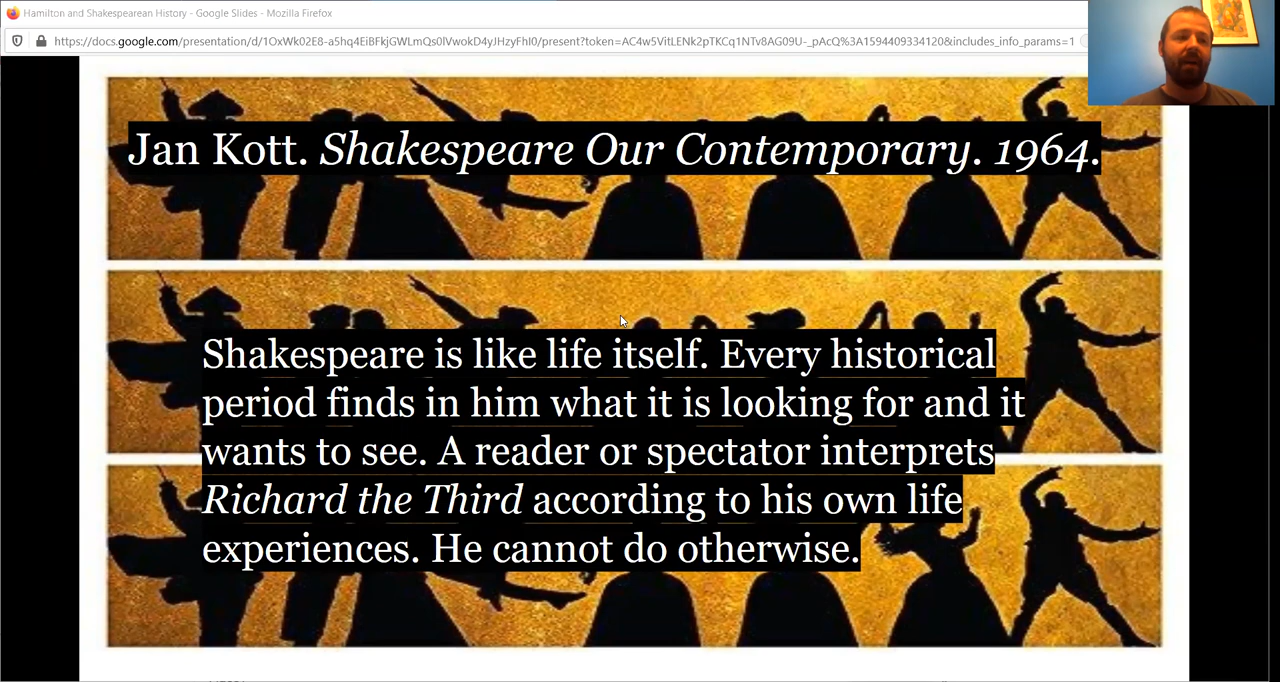 Hamilton and Shakespearean History - Google Slides - Mozilla Firefox
https://docs.google.com/presentation/d/1OxWk02E8-a5hq4EiBFkjGWLmQs0lVwokD4yJHzyFhI0/present?token=AC4w5VitLENk2pTKCq1NTv8AG09U-_pAcQ%3A1594409334120&includes_info_params=1
Jan Kott. Shakespeare Our Contemporary. 1964.
Shakespeare is like life itself. Every historical
period finds in him what it is looking for and it
wants to see. A reader or spectator interprets
Richard the Third according to his own life
experiences. He cannot do otherwise.